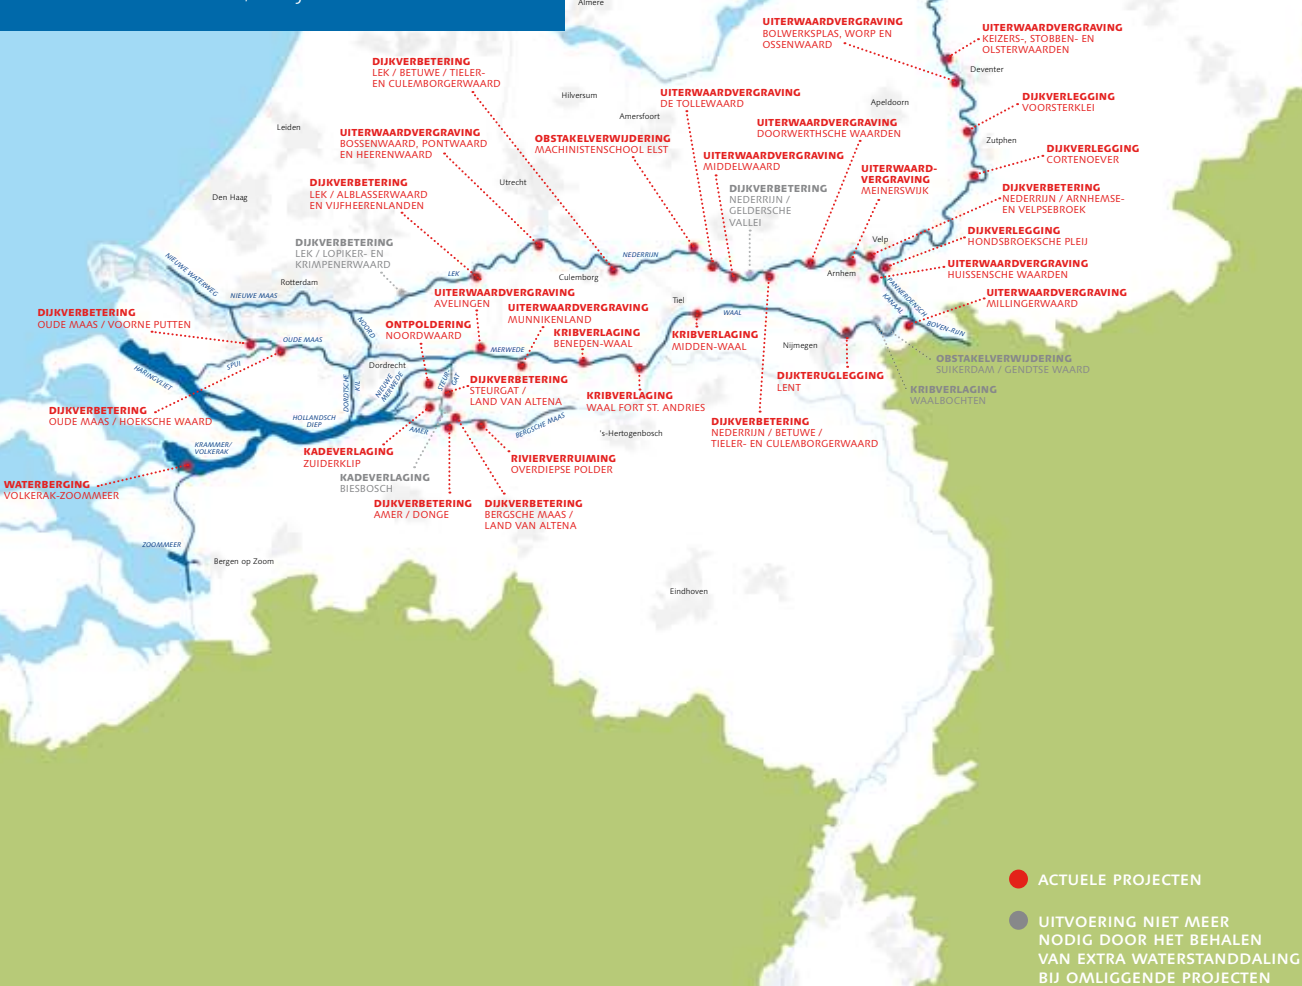 Almere
UITERWAARDVERGRAVING
BOLWERKSPLAS, WORP EN
OSSENWAARD
UITERWAARDVERGRAVING
KEIZERS-, STOBBEN- EN
OLSTERWAARDEN
DIJKVERBETERING
LEK / BETUWE / TIELER-
EN CULEMBORGERWAARD
Deventer
Hilversum
UITERWAARDVERGRAVING
DE TOLLEWAARD
Apeldoorn
DIJKVERLEGGING
VOORSTERKLEI
Amersfoort
Leiden
UITERWAARDVERGRAVING
BOSSENWAARD, PONTWAARD
EN HEERENWAARD
OBSTAKELVERWIJDERING
MACHINISTENSCHOOL ELST
UITERWAARDVERGRAVING
DOORWERTHSCHE WAARDEN
Zutphen
DIJKVERLEGGING
CORTENOEVER
UITERWAARDVERGRAVING
MIDDELWAARD
UITERWAARD-
VERGRAVING
MEINERSWIJK
DIJKVERBETERING
LEK / ALBLASSERWAARD
EN VIJFHEERENLANDEN
Utrecht
Den Haag
DIJKVERBETERING
NEDERRIJN /
GELDERSCHE
VALLEI
DIJKVERBETERING
NEDERRIJN / ARNHEMSE-
EN VELPSEBROEK
DIJKVERLEGGING
HONDSBROEKSCHE PLEIJ
Velp
DIJKVERBETERING
LEK / LOPIKER- EN
KRIMPENERWAARD
NEDERRIJN
UITERWAARDVERGRAVING
HUISSENSCHE WAARDEN
NIEUWE WATERWEG
LEK
Culemborg
Arnhem
Rotterdam
NIEUWE MAAS
UITERWAARDVERGRAVING
AVELINGEN
PANNERDENSCH
KANAAL
UITERWAARDVERGRAVING
MILLINGERWAARD
Tiel
UITERWAARDVERGRAVING
MUNNIKENLAND
WAAL
DIJKVERBETERING
OUDE MAAS / VOORNE PUTTEN
NOORD
ONTPOLDERING
NOORDWAARD
KRIBVERLAGING
BENEDEN-WAAL
KRIBVERLAGING
MIDDEN-WAAL
BOVEN-RIJN
OUDE MAAS
MERWEDE
Nijmegen
OBSTAKELVERWIJDERING
SUIKERDAM / GENDTSE WAARD
SPUI
Dordrecht
HARINGVLIET
DORDTSCHE
KIL
NIEUWE
MERWEDE
STEUR-
GAT
DIJKVERBETERING
STEURGAT /
LAND VAN ALTENA
DIJKTERUGLEGGING
LENT
KRIBVERLAGING
WAALBOCHTEN
KRIBVERLAGING
WAAL FORT ST. ANDRIES
DIJKVERBETERING
OUDE MAAS / HOEKSCHE WAARD
HOLLANDSCH
DIEP
AMER
BERGSCHE MAAS
's-Hertogenbosch
DIJKVERBETERING
NEDERRIJN / BETUWE /
TIELER- EN CULEMBORGERWAARD
KRAMMER/
VOLKERAK
KADEVERLAGING
ZUIDERKLIP
RIVIERVERRUIMING
OVERDIEPSE POLDER
KADEVERLAGING
BIESBOSCH
WATERBERGING
VOLKERAK-ZOOMMEER
DIJKVERBETERING
AMER / DONGE
DIJKVERBETERING
BERGSCHE MAAS /
LAND VAN ALTENA
ZOOMMEER
Bergen op Zoom
Eindhoven
ACTUELE PROJECTEN
UITVOERING NIET MEER
NODIG DOOR HET BEHALEN
VAN EXTRA WATERSTANDDALING
BIJ OMLIGGENDE PROJECTEN